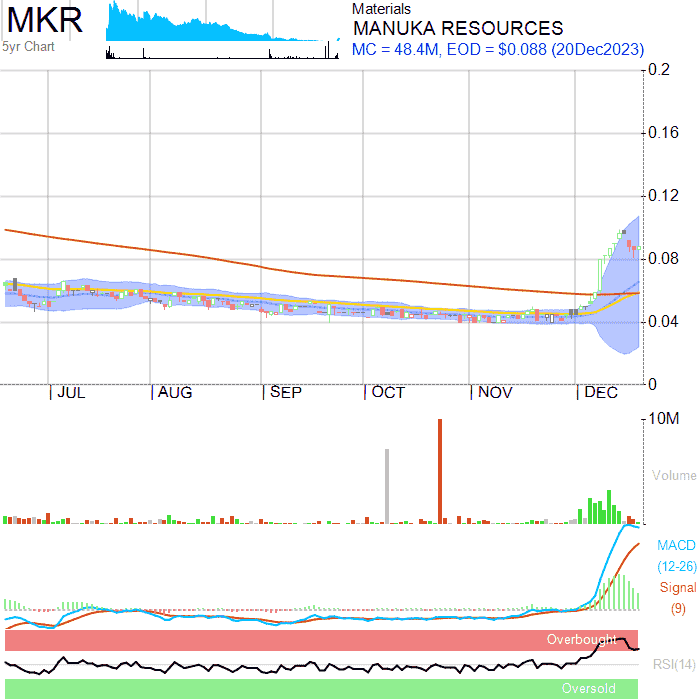 MKR
5yr Chart
Materials
MANUKA RESOURCES
MC = 48.4M, EOD = $0.088 (20Dec2023)
0.2
0.16
0.12
0.08
0.04
0
JUL
AUG
SEP
OCT
NOV
DEC
10M
Volume
MACD
(12-26)
Signal
(9)
Overbought
RSI(14)
Oversold